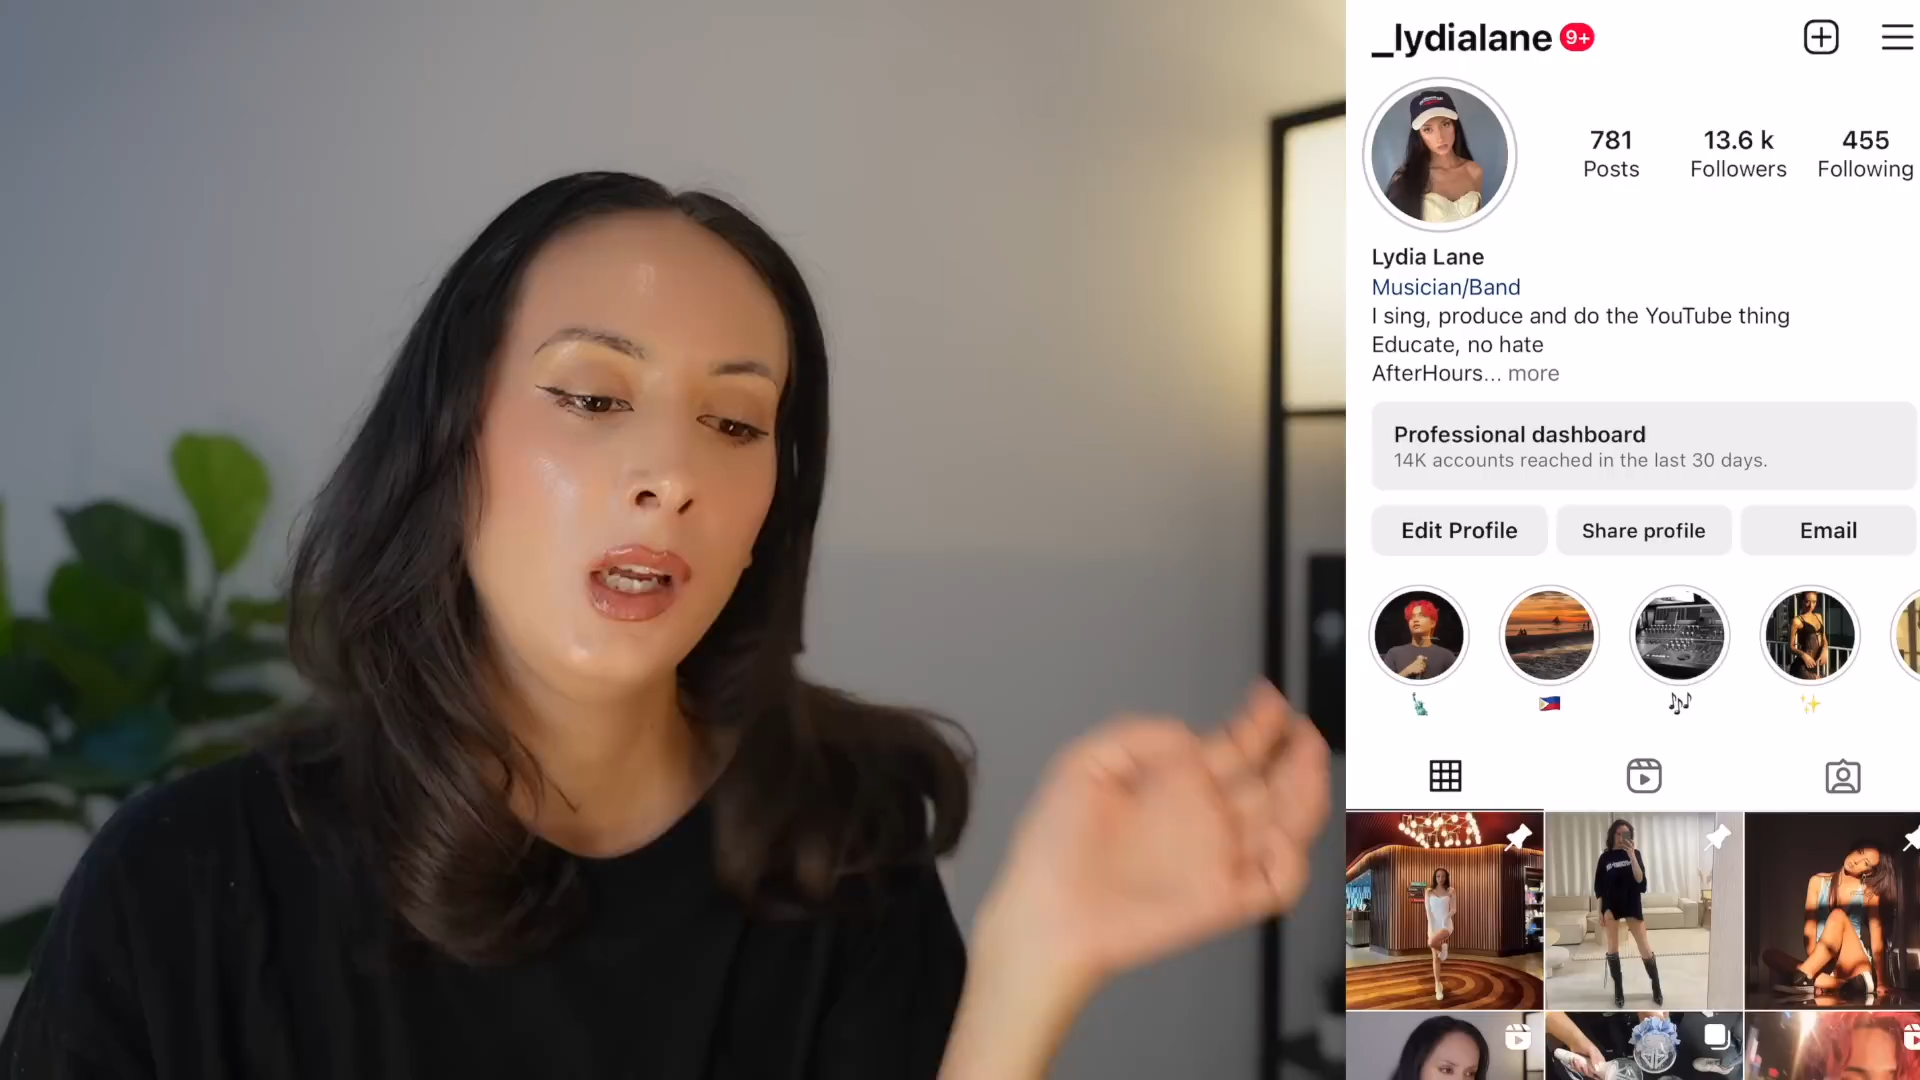 _lydialane 9+
781 13.6 k 455
Posts Followers Following
Lydia Lane
Musician/Band
I sing, produce and do the YouTube thing
Educate, no hate
AfterHours... more
Professional dashboard
14K accounts reached in the last 30 days.
Edit Profile Share profile Email